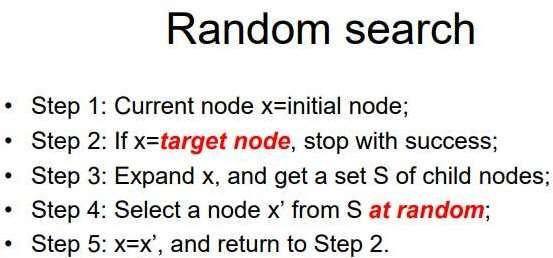 Random search
• Step 1: Current node x=initial node;
• Step 2: If x=target node, stop with success;
• Step 3: Expand x, and get a set S of child nodes;
• Step 4: Select a node x’ from S at random;
• Step 5: x=x’, and return to Step 2.